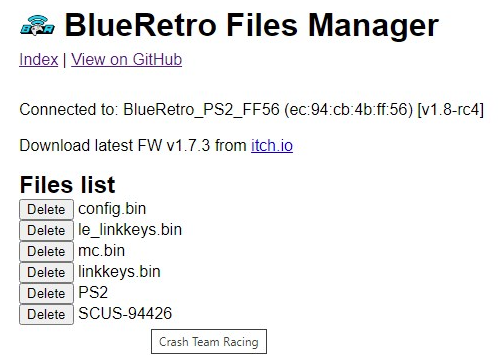 BlueRetro Files Manager
Index | View on GitHub
Connected to: BlueRetro_PS2_FF56 (ec:94:cb:4b:ff:56) [v1.8-rc4]
Download latest FW v1.7.3 from itch.io
Files list
Delete config.bin
Delete le_linkkeys.bin
Delete mc.bin
Delete linkkeys.bin
Delete PS2
Delete SCUS-94426
Crash Team Racing